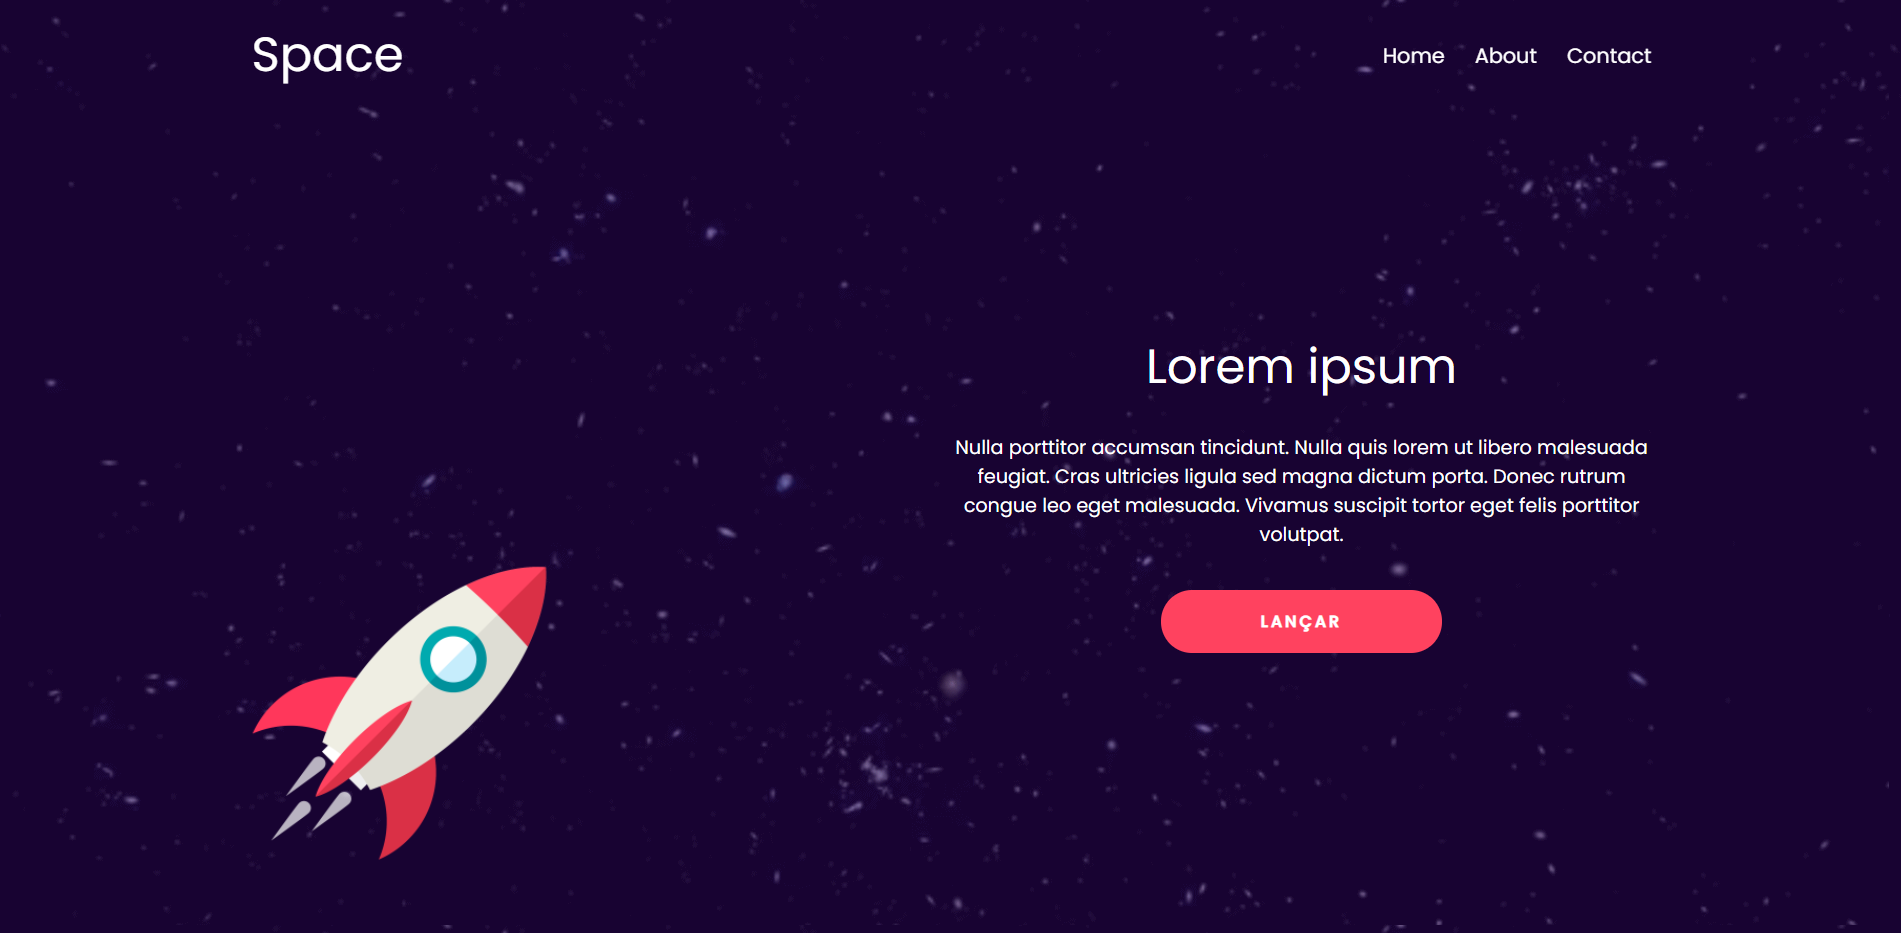 Space
Home About Contact
Lorem ipsum
Nulla porttitor accumsan tincidunt. Nulla quis lorem ut libero malesuada
feugiat. Cras ultricies ligula sed magna dictum porta. Donec rutrum
congue leo eget malesuada. Vivamus suscipit tortor eget felis porttitor
volutpat.
LANÇAR